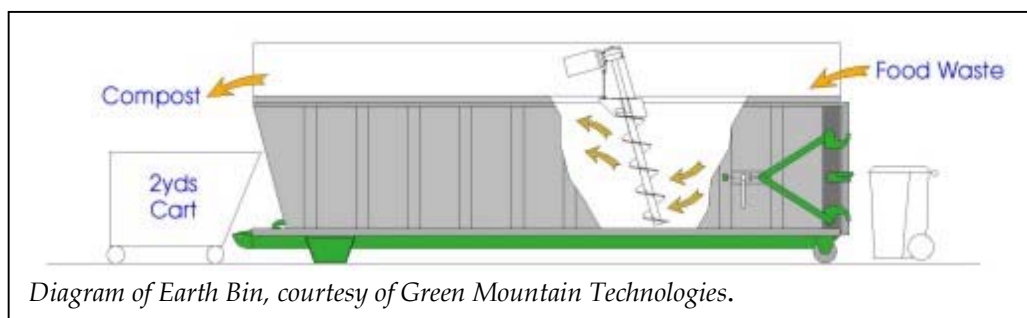 Food Waste
Compost
2yds
Cart
Diagram of Earth Bin, courtesy of Green Mountain Technologies.